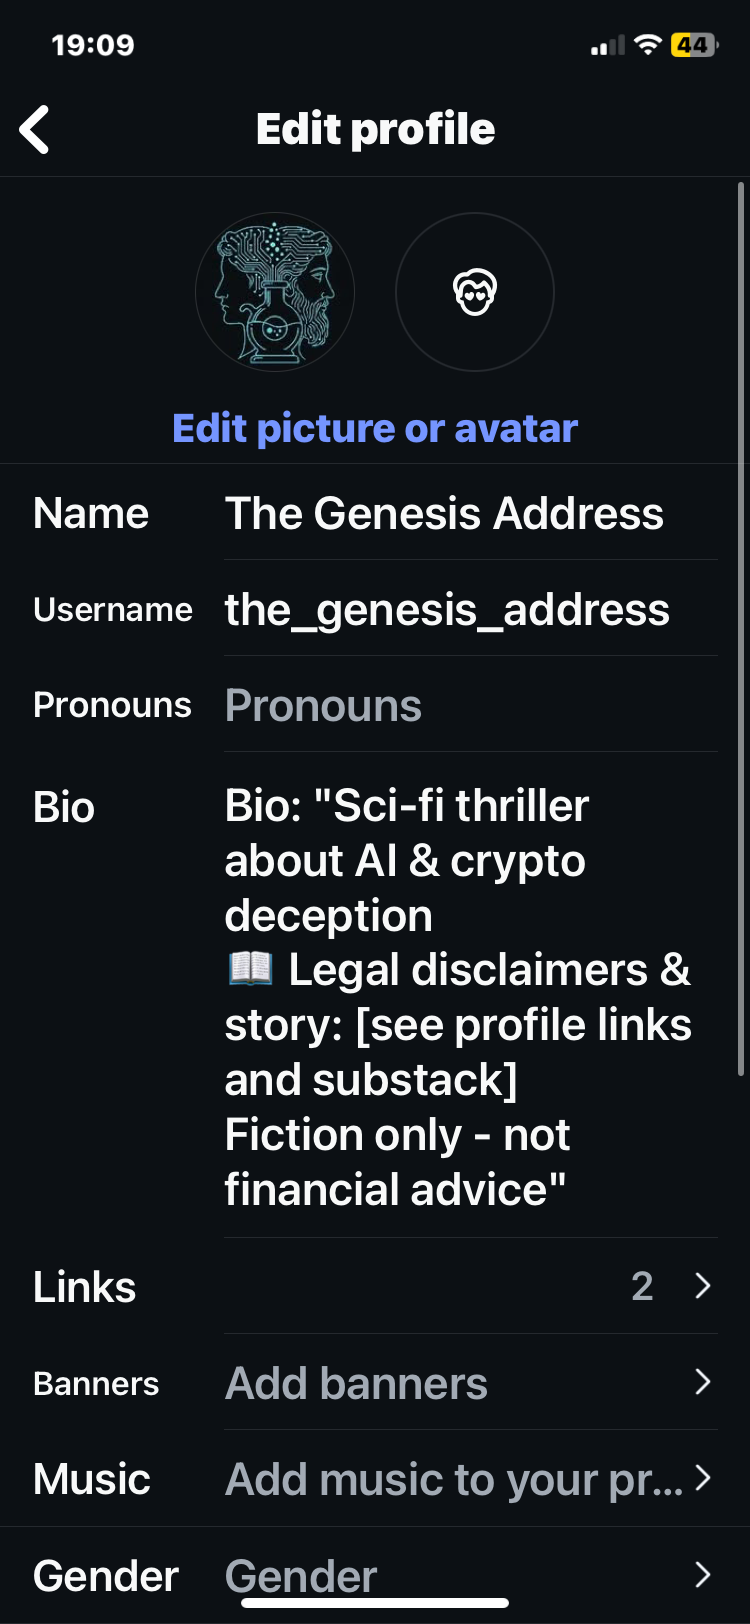 19:09
44
Edit profile
Edit picture or avatar
Name The Genesis Address
Username the_genesis_address
Pronouns Pronouns
Bio Bio: "Sci-fi thriller
about AI & crypto
deception
📖 Legal disclaimers &
story: [see profile links
and substack]
Fiction only - not
financial advice"
Links 2
Banners Add banners
Music Add music to your pr...
Gender Gender